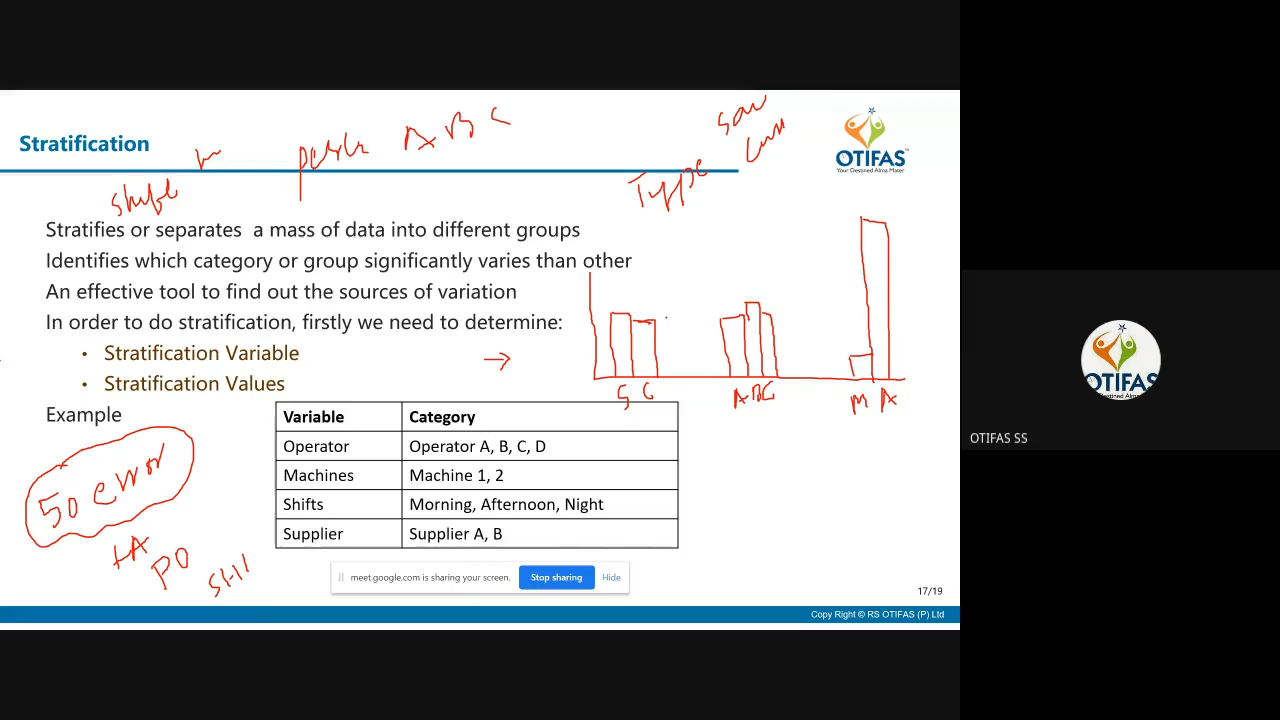 Stratification
OTIFAS
Your Destined Alma Mater
A B C
Type
Stratifies or separates a mass of data into different groups
Identifies which category or group significantly varies than other
An effective tool to find out the sources of variation
In order to do stratification, firstly we need to determine:
• Stratification Variable
• Stratification Values
S C A B C M A
Example
Variable Category
Operator Operator A, B, C, D
Machines Machine 1, 2
Shifts Morning, Afternoon, Night
Supplier Supplier A, B
50 error
meet.google.com is sharing your screen. Stop sharing Hide
17/19
Copy Right © RS OTIFAS (P) Ltd
OTIFAS
OTIFAS SS